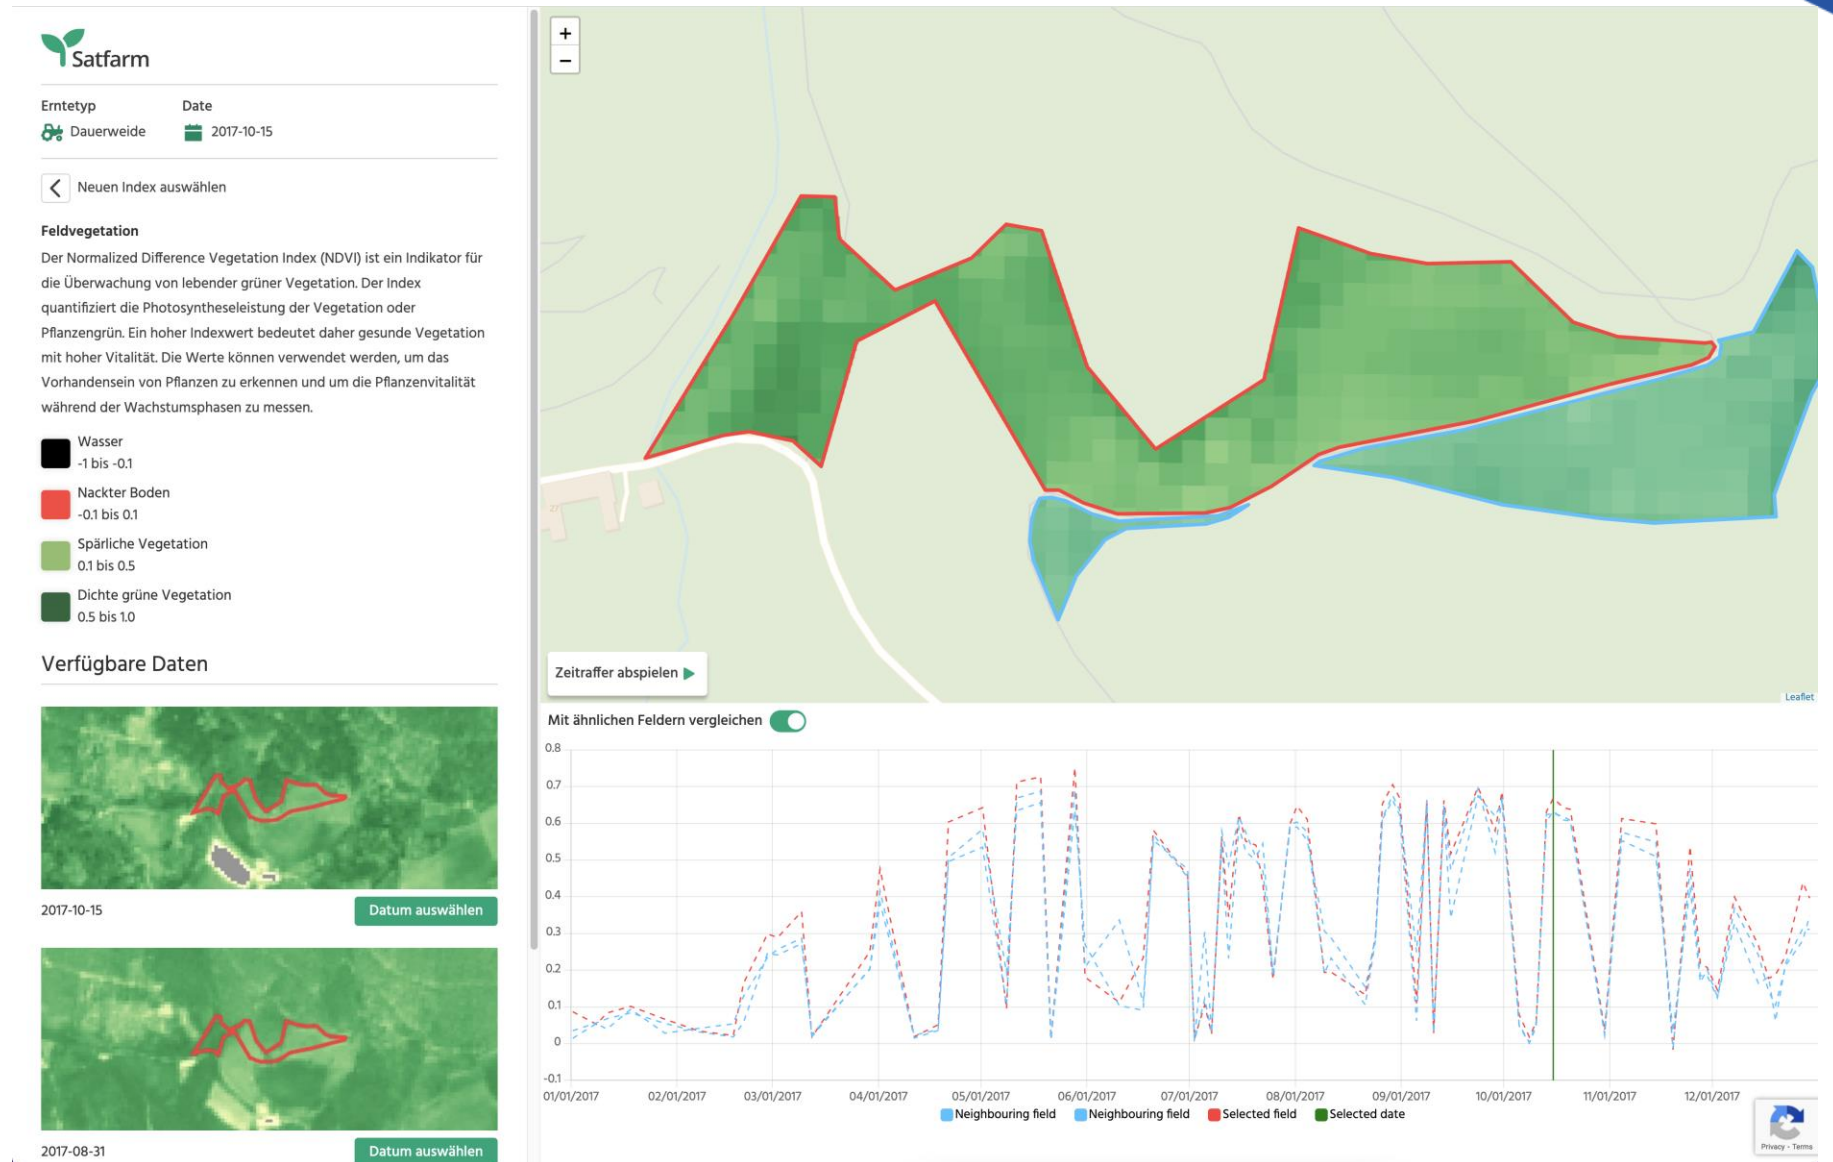 Satfarm
Erntetyp
Date
Dauerweide
2017-10-15
Neuen Index auswählen
Feldvegetation
Der Normalized Difference Vegetation Index (NDVI) ist ein Indikator für
die Überwachung von lebender grüner Vegetation. Der Index
quantifiziert die Photosyntheseleistung der Vegetation oder
Pflanzengrün. Ein hoher Indexwert bedeutet daher gesunde Vegetation
mit hoher Vitalität. Die Werte können verwendet werden, um das
Vorhandensein von Pflanzen zu erkennen und um die Pflanzenvitalität
während der Wachstumsphasen zu messen.
Wasser
-1 bis -0.1
Nackter Boden
-0.1 bis 0.1
Spärliche Vegetation
0.1 bis 0.5
Dichte grüne Vegetation
0.5 bis 1.0
Verfügbare Daten
2017-10-15
Datum auswählen
2017-08-31
Datum auswählen
+
−
27
Zeitraffer abspielen
Leaflet
Mit ähnlichen Feldern vergleichen
0.8
0.7
0.6
0.5
0.4
0.3
0.2
0.1
0
-0.1
01/01/2017
02/01/2017
03/01/2017
04/01/2017
05/01/2017
06/01/2017
07/01/2017
08/01/2017
09/01/2017
10/01/2017
11/01/2017
12/01/2017
Neighbouring field
Neighbouring field
Selected field
Selected date
Privacy - Terms